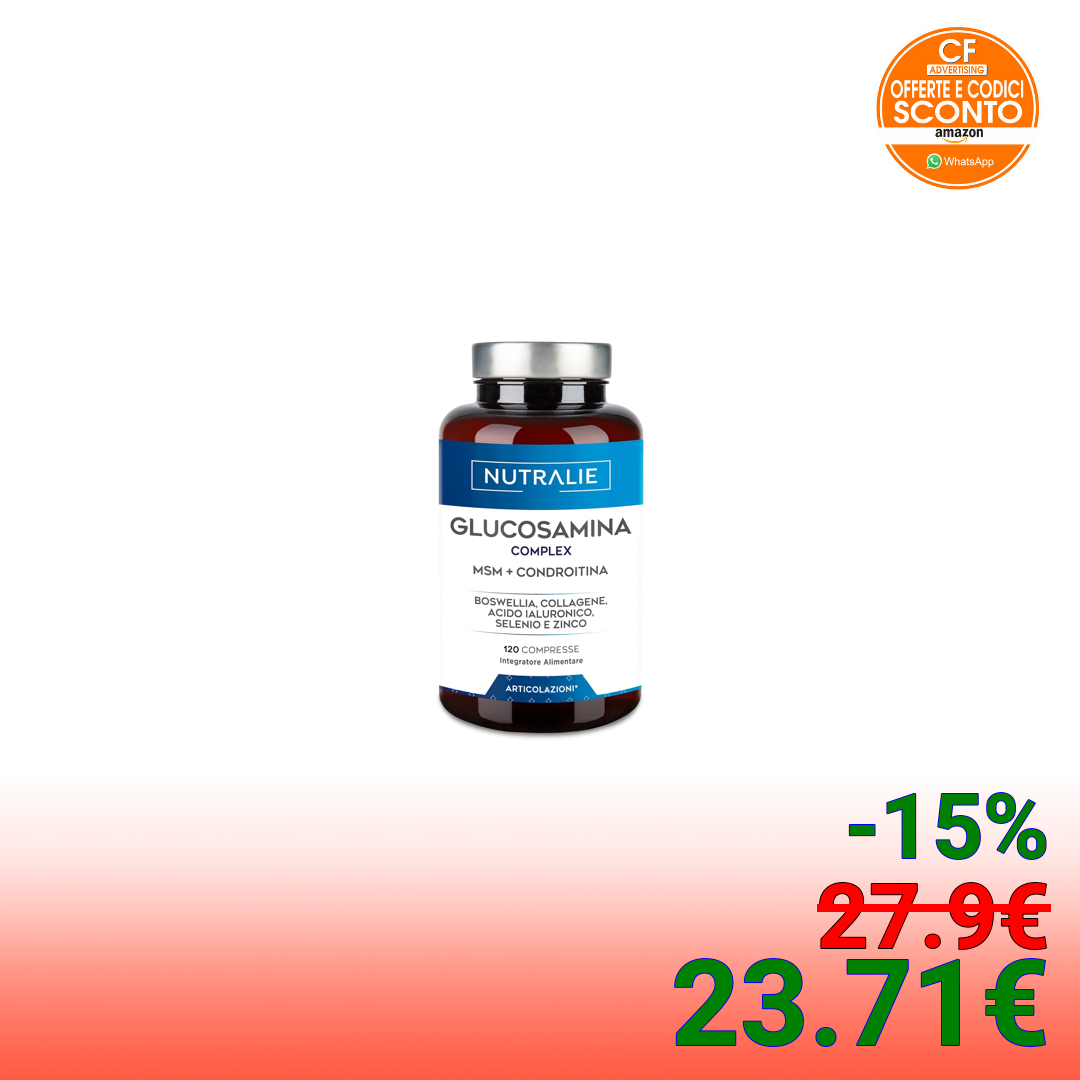 CF
ADVERTISING
OFFERTE E CODICI
SCONTO
amazon
WhatsApp
NUTRALIE
GLUCOSAMINA
COMPLEX
MSM + CONDROITINA
BOSWELLIA, COLLAGENE,
ACIDO IALURONICO,
SELENIO E ZINCO
120 COMPRESSE
Integratore Alimentare
ARTICOLAZIONI*
-15%
27.9€
23.71€